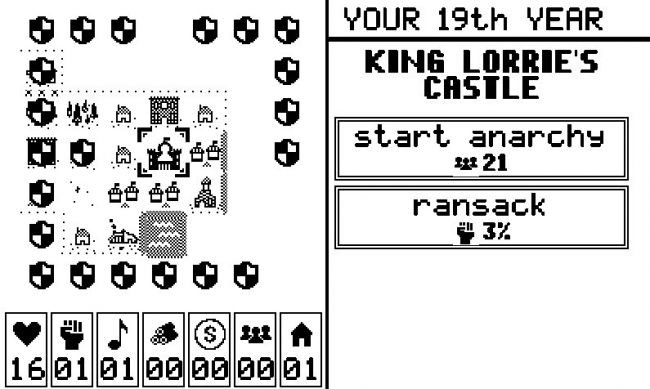 YOUR 19th YEAR
KING LORRIE'S
CASTLE
start anarchy
21
ransack
3%
16 01 01 00 00 00 01